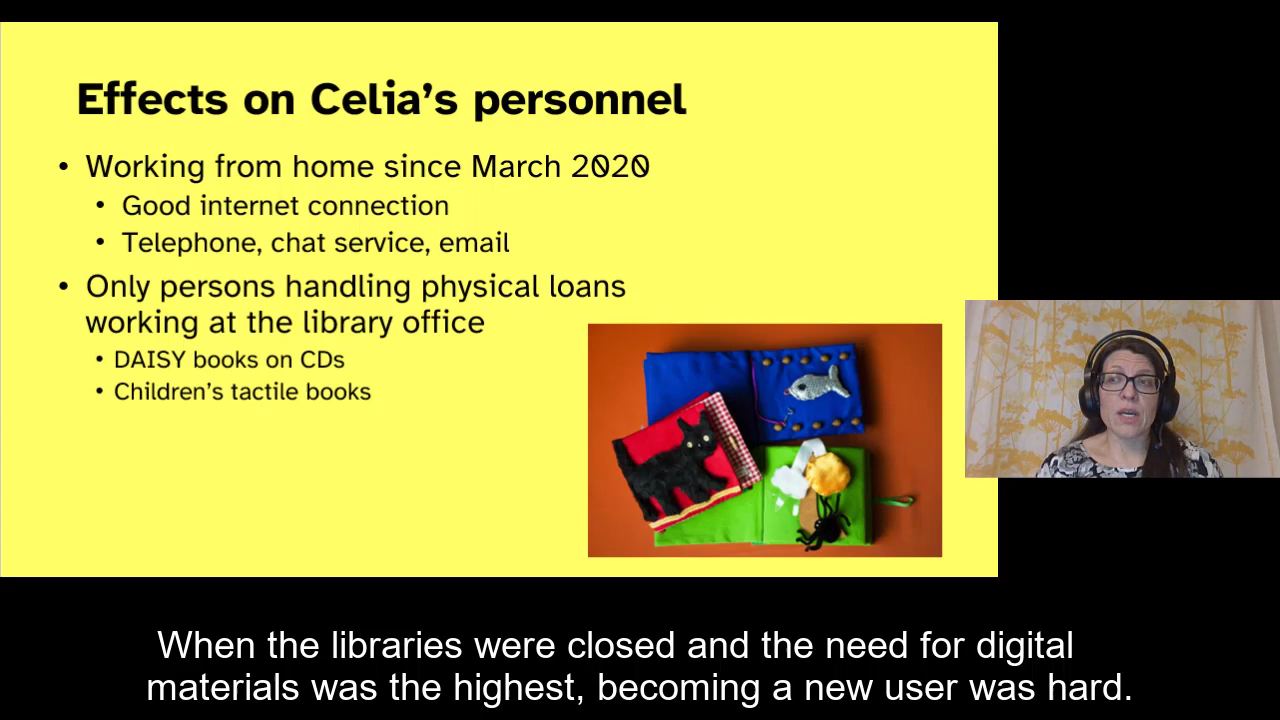 Effects on Celia’s personnel
• Working from home since March 2020
• Good internet connection
• Telephone, chat service, email
• Only persons handling physical loans
working at the library office
• DAISY books on CDs
• Children’s tactile books
When the libraries were closed and the need for digital
materials was the highest, becoming a new user was hard.